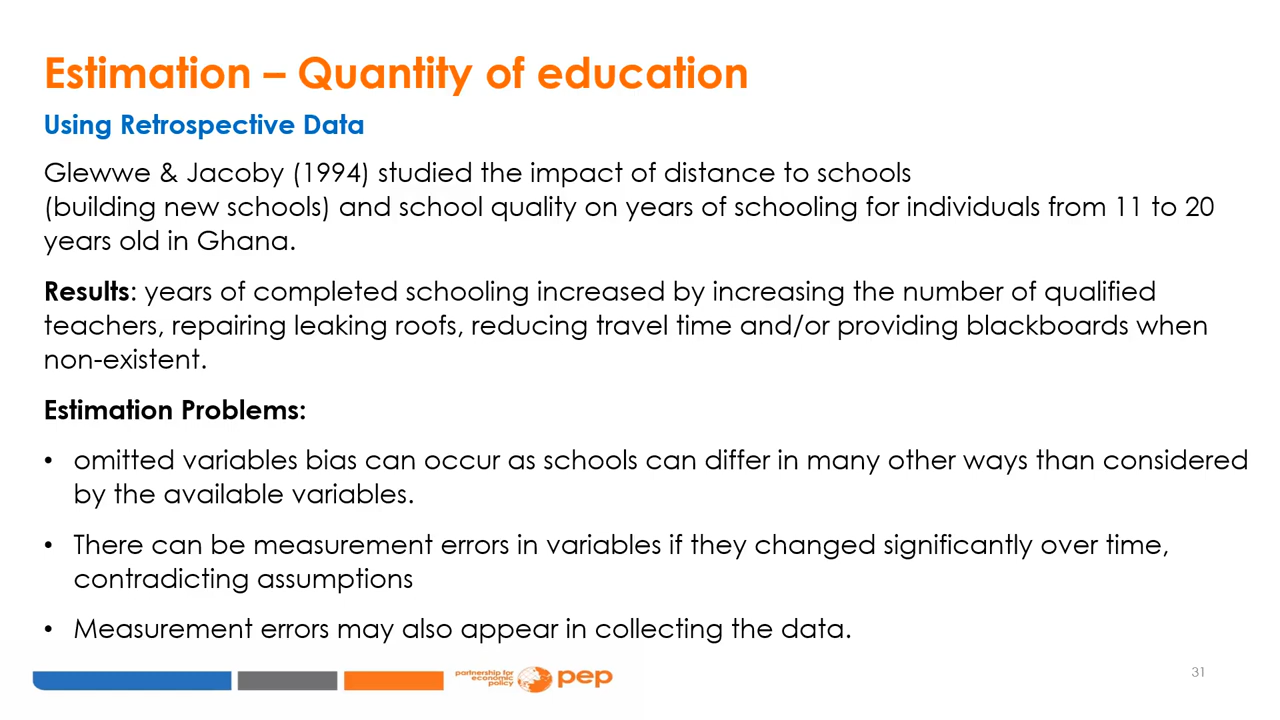 Estimation – Quantity of education
Using Retrospective Data
Glewwe & Jacoby (1994) studied the impact of distance to schools
(building new schools) and school quality on years of schooling for individuals from 11 to 20
years old in Ghana.
Results: years of completed schooling increased by increasing the number of qualified
teachers, repairing leaking roofs, reducing travel time and/or providing blackboards when
non-existent.
Estimation Problems:
• omitted variables bias can occur as schools can differ in many other ways than considered
by the available variables.
• There can be measurement errors in variables if they changed significantly over time,
contradicting assumptions
• Measurement errors may also appear in collecting the data.
partnership for
economic
policy
pep
31